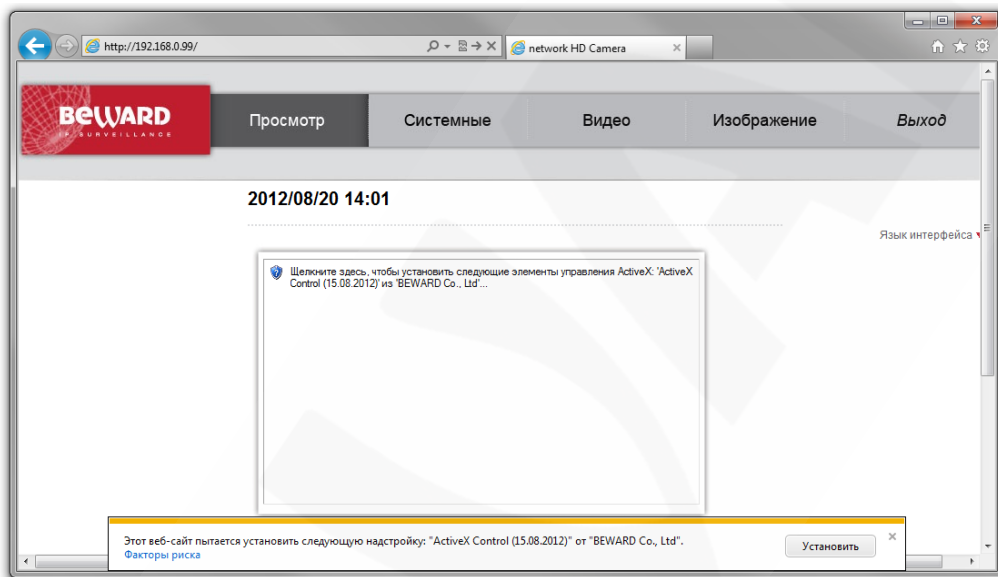 http://192.168.0.99/
network HD Camera
BEWARD
IP SURVEILLANCE
Просмотр
Системные
Видео
Изображение
Выход
2012/08/20 14:01
Язык интерфейса
Щелкните здесь, чтобы установить следующие элементы управления ActiveX: 'ActiveX
Control (15.08.2012)' из 'BEWARD Co., Ltd'...
Этот веб-сайт пытается установить следующую надстройку: "ActiveX Control (15.08.2012)" от "BEWARD Co., Ltd".
Факторы риска
Установить